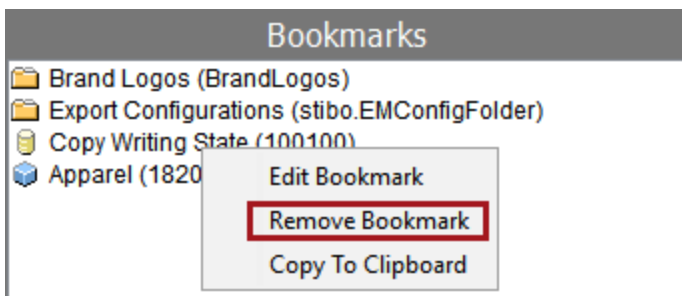 Bookmarks
Brand Logos (BrandLogos)
Export Configurations (stibo.EMConfigFolder)
Copy Writing State (100100)
Apparel (1820
Edit Bookmark
Remove Bookmark
Copy To Clipboard